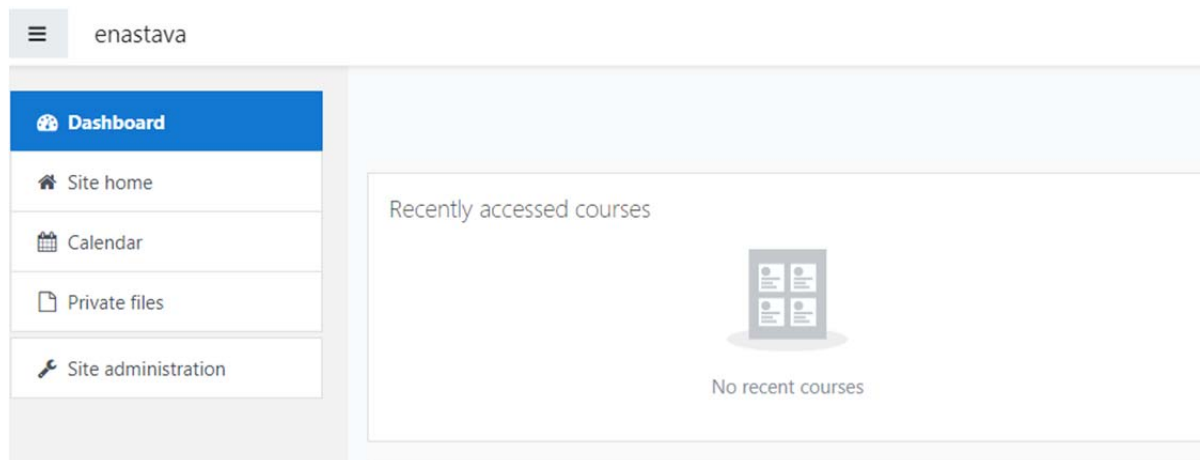 enastava
Dashboard
Site home
Calendar
Private files
Site administration
Recently accessed courses
No recent courses